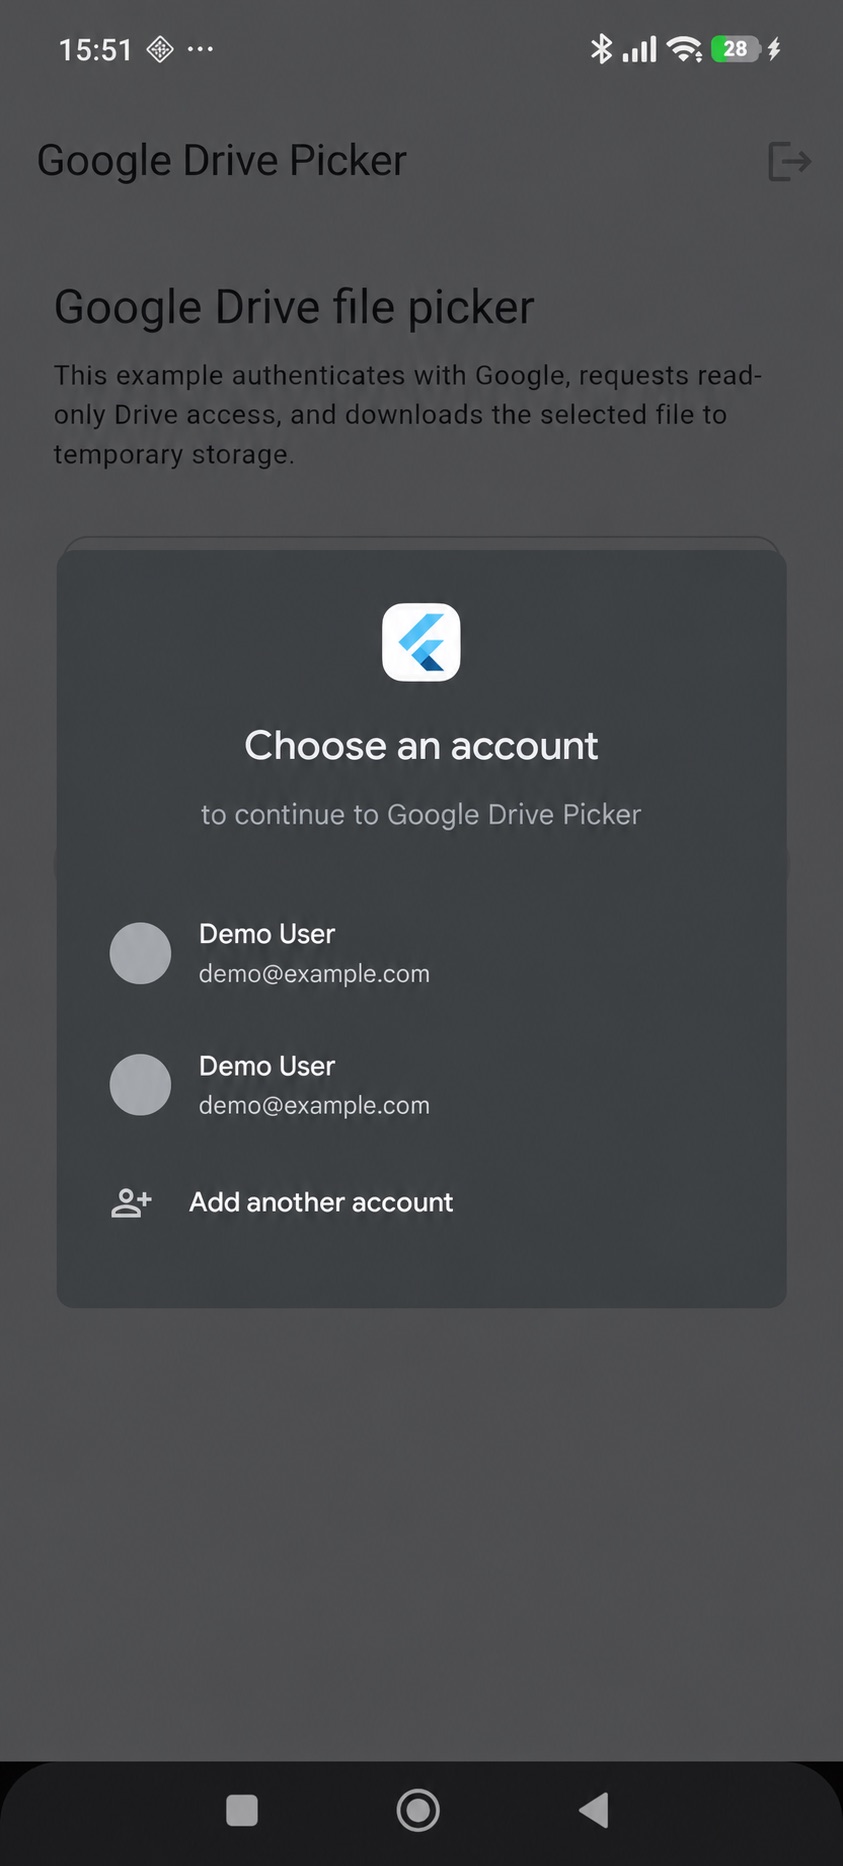 15:51
28
Google Drive Picker
Google Drive file picker
This example authenticates with Google, requests read-
only Drive access, and downloads the selected file to
temporary storage.
Choose an account
to continue to Google Drive Picker
Demo User
demo@example.com
Demo User
demo@example.com
Add another account